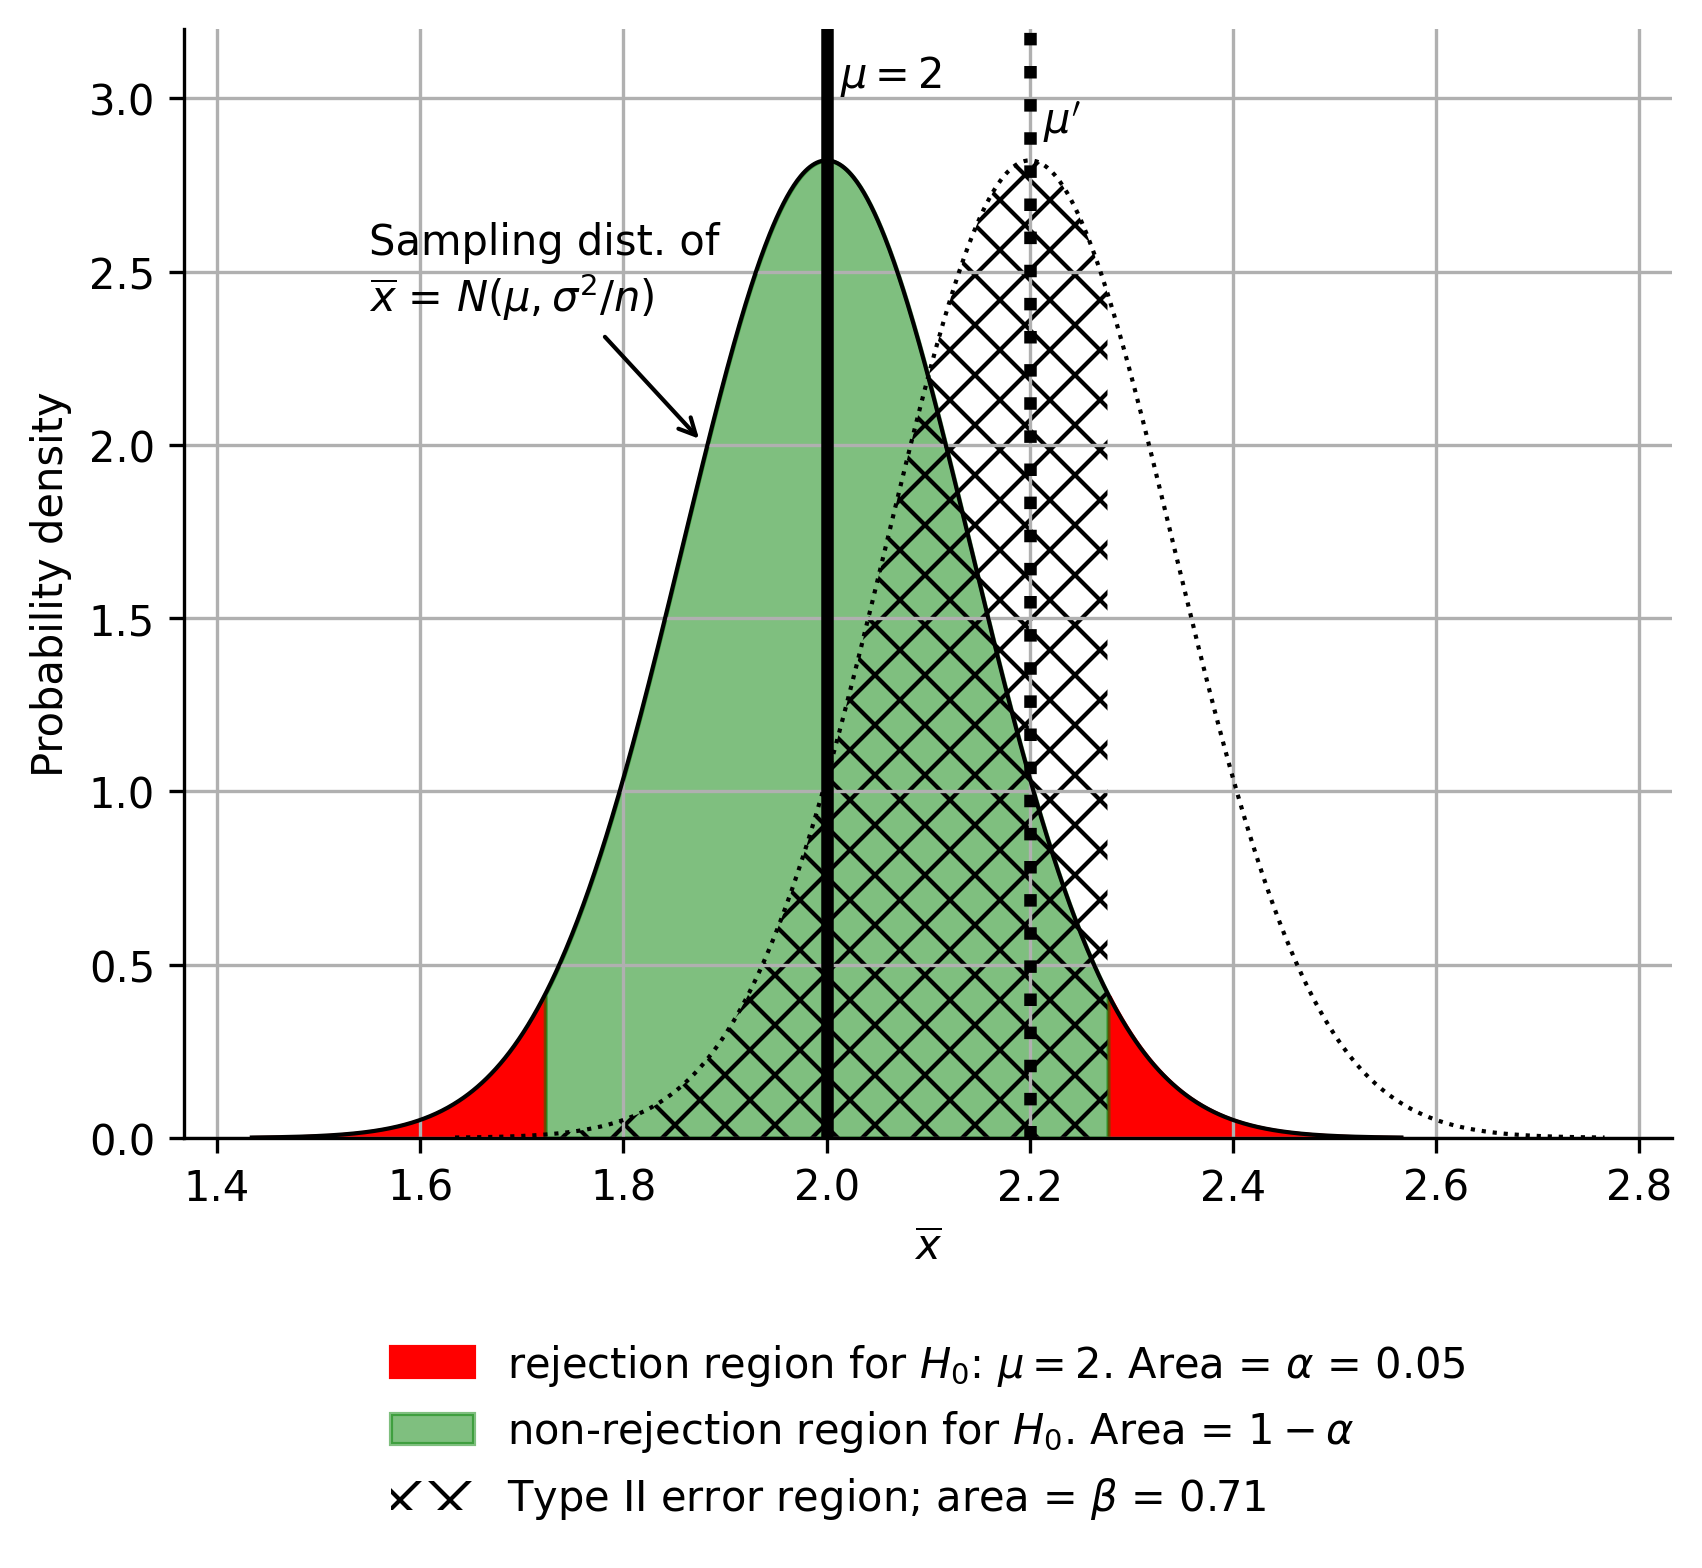 μ = 2
μ′
Sampling dist. of
x̅ = N(μ, σ²/n)
Probability density
3.0
2.5
2.0
1.5
1.0
0.5
0.0
1.4 1.6 1.8 2.0 2.2 2.4 2.6 2.8
x̅
rejection region for H₀: μ = 2. Area = α = 0.05
non-rejection region for H₀. Area = 1 − α
Type II error region; area = β = 0.71